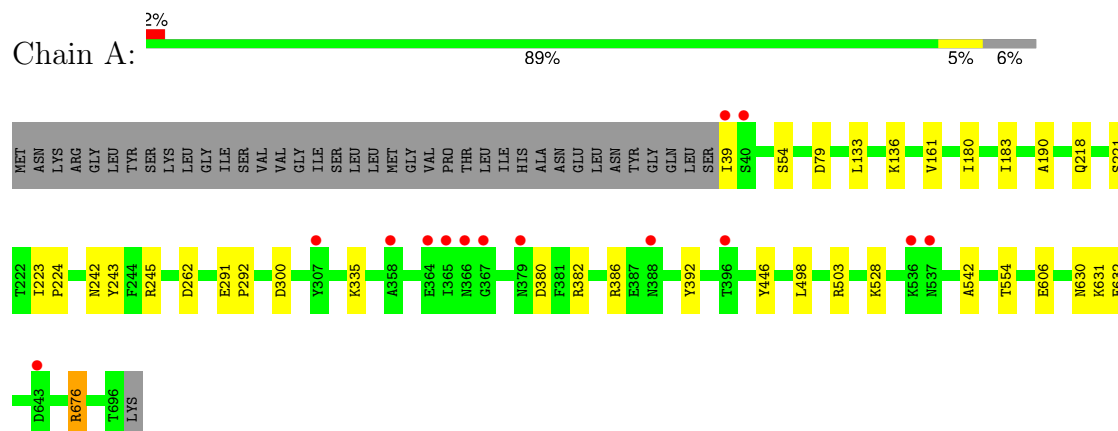 2%
Chain A:
89% 5% 6%
MET ASN LYS ARG GLY LEU TYR SER LYS LEU GLY ILE SER VAL VAL GLY ILE SER LEU LEU MET GLY VAL PRO THR LEU ILE HIS ALA ASN GLU LEU ASN TYR GLY GLN LEU SER I39 S40 S54 D79 L133 K136 V161 I180 I183 A190 Q218 S221
T222 I223 P224 N242 Y243 F244 R245 D262 E291 P292 D300 Y307 K335 A358 E364 I365 N366 G367 N379 D380 F381 R382 R386 E387 N388 Y392 T396 Y446 L498 R503 K528 K536 N537 A542 T554 E606 N630 K631
D643 R676 T696 LYS